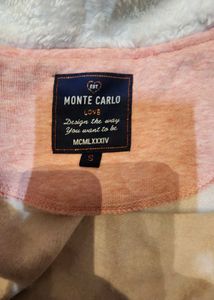 EST
MONTE CARLO
LOVE
Design the way
You want to be
MCMLXXXIV
S